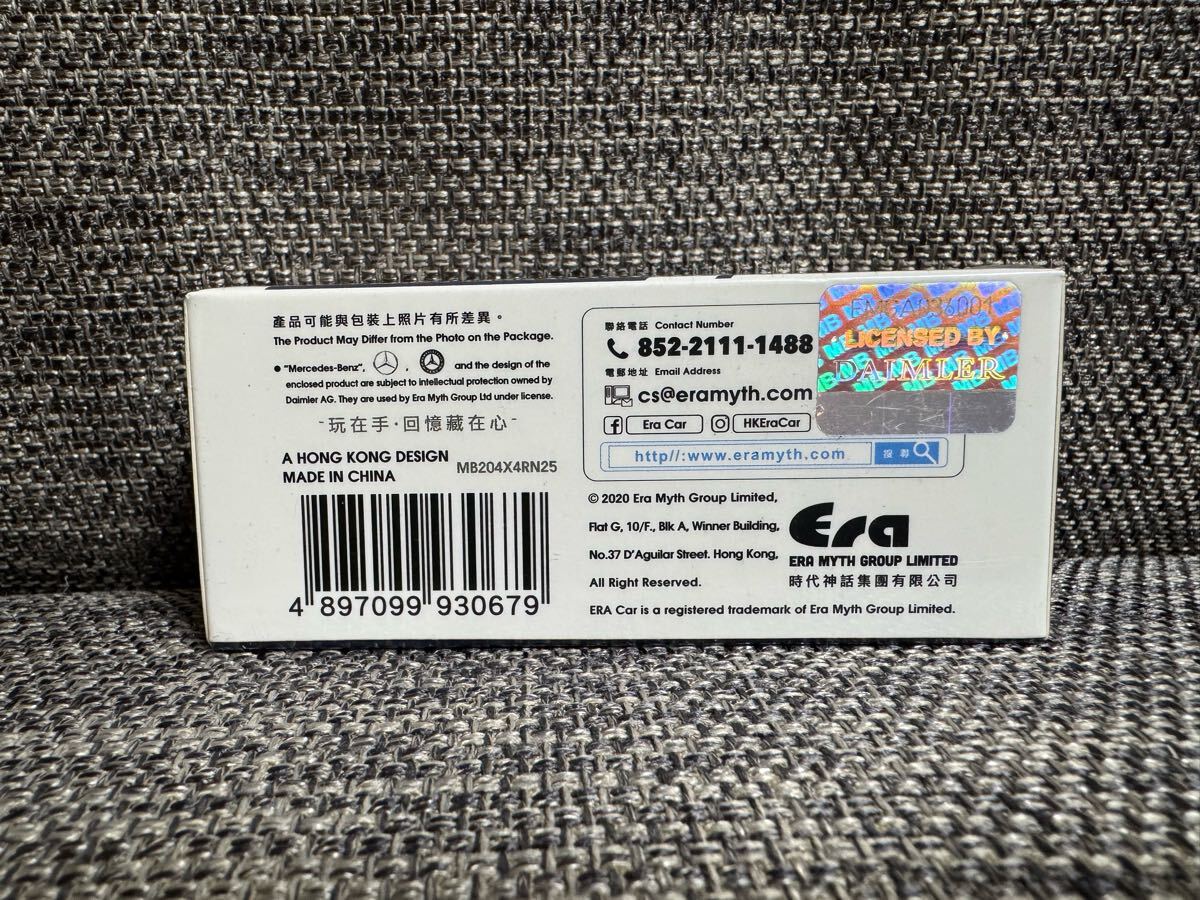 產品可能與包裝上照片有所差異。
The Product May Differ from the Photo on the Package.
● "Mercedes-Benz", , and the design of the
enclosed product are subject to intellectual protection owned by
Daimler AG. They are used by Era Myth Group Ltd under license.
-玩在手·回憶藏在心-
A HONG KONG DESIGN
MADE IN CHINA
MB204X4RN25
4 897099 930679
聯絡電話 Contact Number
852-2111-1488
電郵地址 Email Address
cs@eramyth.com
Era Car HKEraCar
http//:www.eramyth.com 搜尋
LICENSED BY
DAIMLER
© 2020 Era Myth Group Limited,
Flat G, 10/F., Blk A, Winner Building,
No.37 D'Aguilar Street. Hong Kong,
All Right Reserved.
Era
ERA MYTH GROUP LIMITED
時代神話集團有限公司
ERA Car is a registered trademark of Era Myth Group Limited.